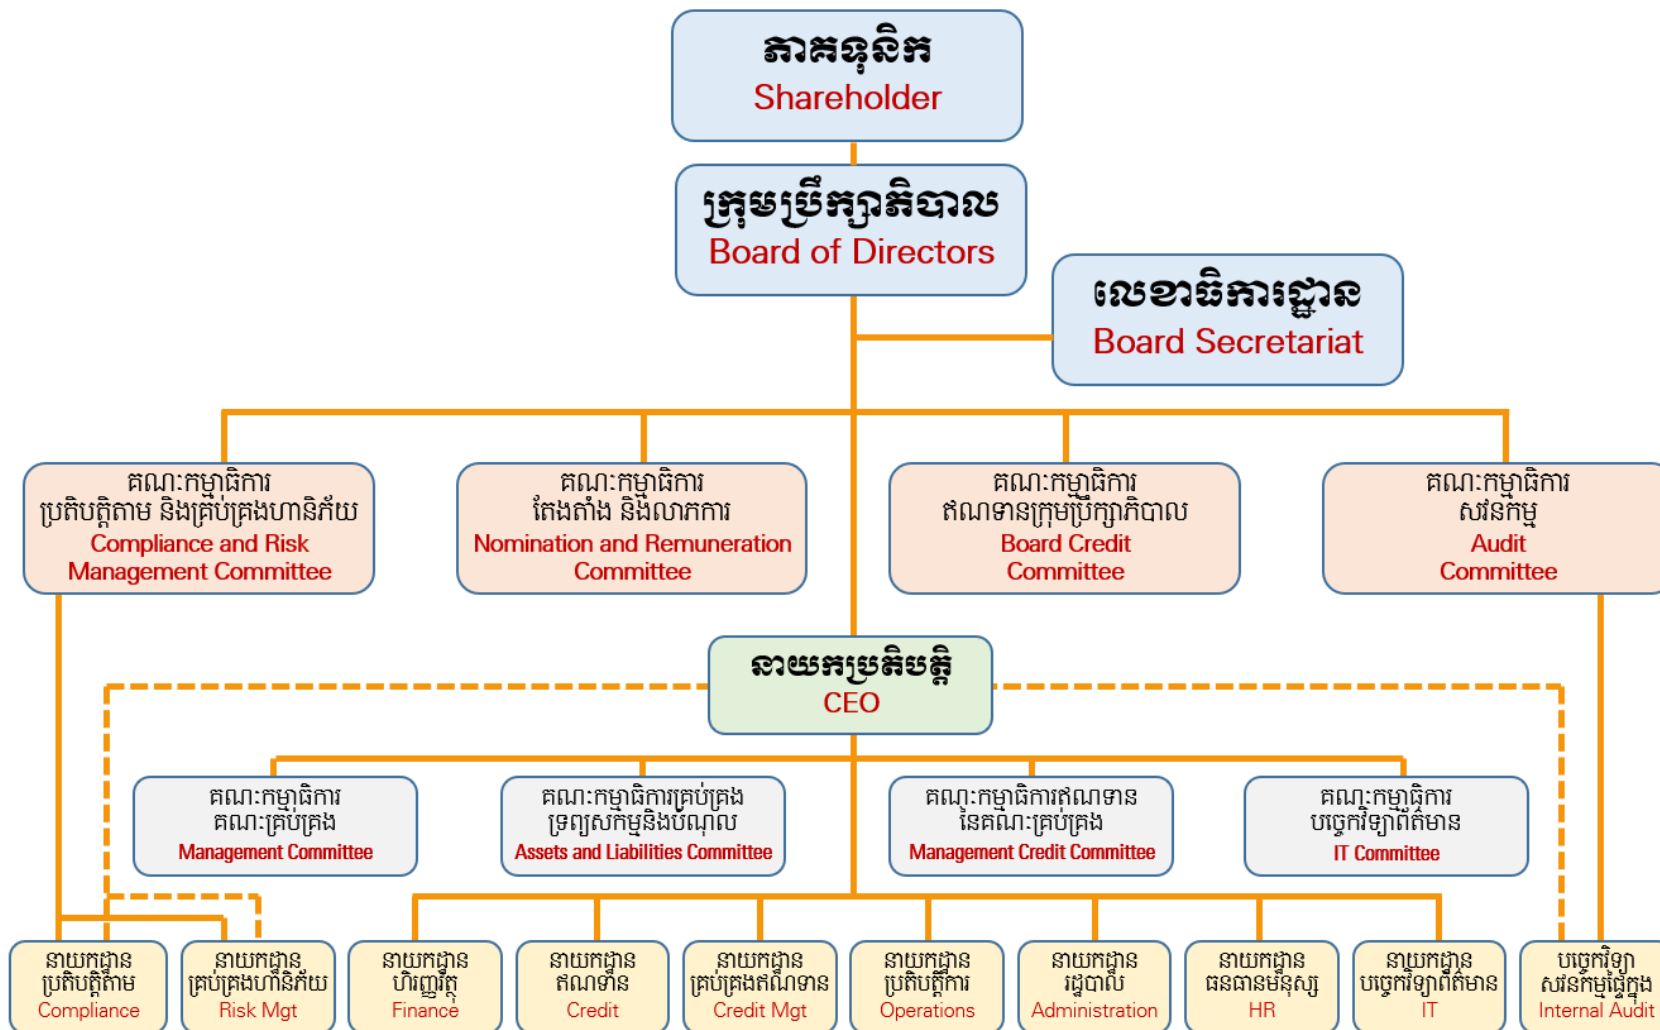 ភាគទុនិក
Shareholder
ក្រុមប្រឹក្សាភិបាល
Board of Directors
លេខាធិការដ្ឋាន
Board Secretariat
គណៈកម្មាធិការ
ប្រតិបត្តិតាម និងគ្រប់គ្រងហានិភ័យ
Compliance and Risk
Management Committee
គណៈកម្មាធិការ
តែងតាំង និងលាភការ
Nomination and Remuneration
Committee
គណៈកម្មាធិការ
ឥណទានក្រុមប្រឹក្សាភិបាល
Board Credit
Committee
គណៈកម្មាធិការ
សវនកម្ម
Audit
Committee
នាយកប្រតិបត្តិ
CEO
គណៈកម្មាធិការ
គណៈគ្រប់គ្រង
Management Committee
គណៈកម្មាធិការគ្រប់គ្រង
ទ្រព្យសកម្មនិងបំណុល
Assets and Liabilities Committee
គណៈកម្មាធិការឥណទាន
នៃគណៈគ្រប់គ្រង
Management Credit Committee
គណៈកម្មាធិការ
បច្ចេកវិទ្យាព័ត៌មាន
IT Committee
នាយកដ្ឋាន
ប្រតិបត្តិតាម
Compliance
នាយកដ្ឋាន
គ្រប់គ្រងហានិភ័យ
Risk Mgt
នាយកដ្ឋាន
ហិរញ្ញវត្ថុ
Finance
នាយកដ្ឋាន
ឥណទាន
Credit
នាយកដ្ឋាន
គ្រប់គ្រងឥណទាន
Credit Mgt
នាយកដ្ឋាន
ប្រតិបត្តិការ
Operations
នាយកដ្ឋាន
រដ្ឋបាល
Administration
នាយកដ្ឋាន
ធនធានមនុស្ស
HR
នាយកដ្ឋាន
បច្ចេកវិទ្យាព័ត៌មាន
IT
បច្ចេកវិទ្យា
សវនកម្មផ្ទៃក្នុង
Internal Audit